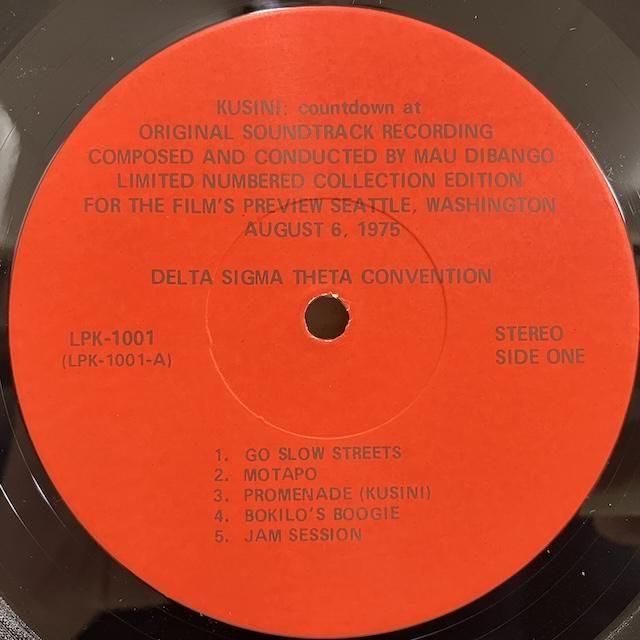 KUSINI: countdown at
ORIGINAL SOUNDTRACK RECORDING
COMPOSED AND CONDUCTED BY MAU DIBANGO
LIMITED NUMBERED COLLECTION EDITION
FOR THE FILM'S PREVIEW SEATTLE, WASHINGTON
AUGUST 6, 1975
DELTA SIGMA THETA CONVENTION
LPK-1001
(LPK-1001-A)
STEREO
SIDE ONE
1. GO SLOW STREETS
2. MOTAPO
3. PROMENADE (KUSINI)
4. BOKILO'S BOOGIE
5. JAM SESSION